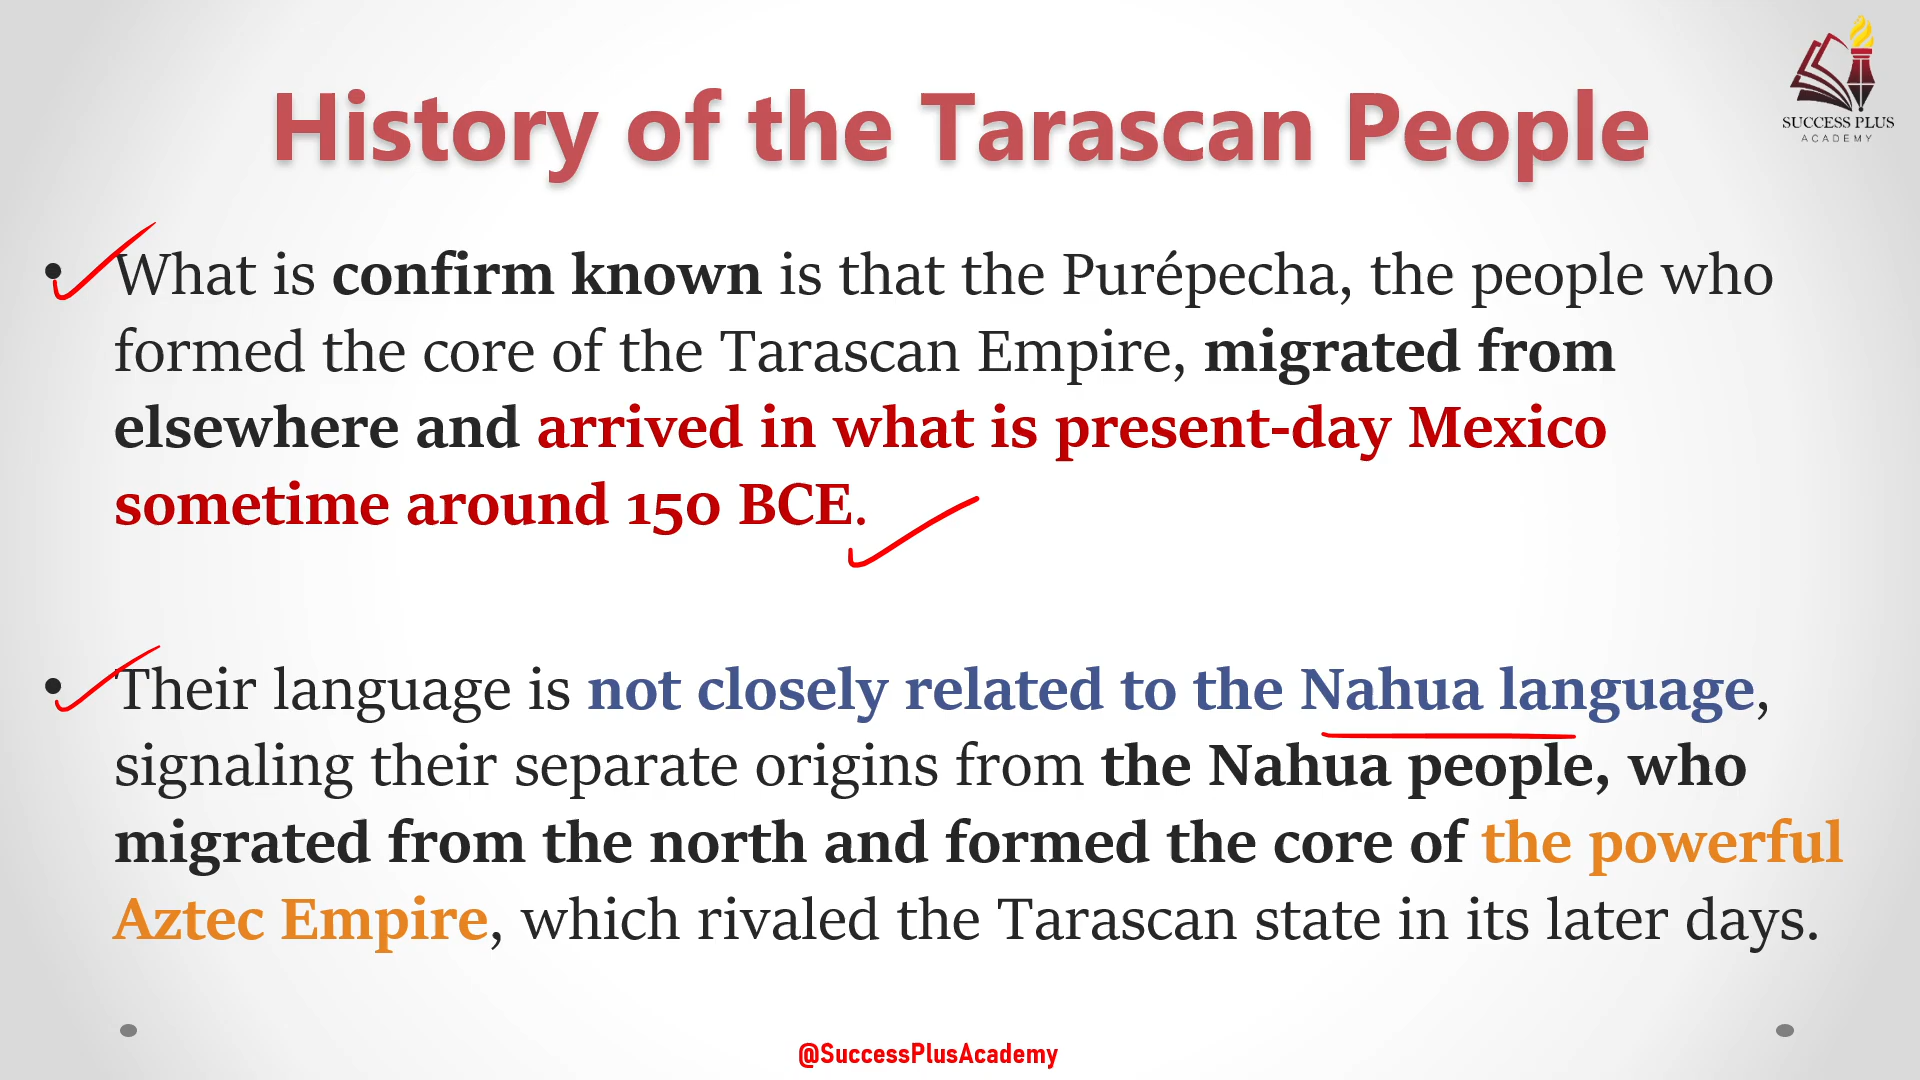 SUCCESS PLUS
ACADEMY
History of the Tarascan People
• What is confirm known is that the Purépecha, the people who
formed the core of the Tarascan Empire, migrated from
elsewhere and arrived in what is present-day Mexico
sometime around 150 BCE.
• Their language is not closely related to the Nahua language,
signaling their separate origins from the Nahua people, who
migrated from the north and formed the core of the powerful
Aztec Empire, which rivaled the Tarascan state in its later days.
@SuccessPlusAcademy